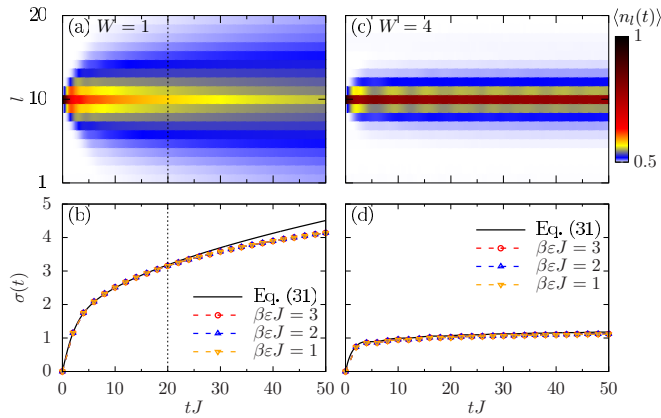 (a) W = 1
20
10
1
l
(c) W = 4
⟨n_l(t)⟩
1
0.5
(b)
5
4
3
2
1
0
σ(t)
Eq. (31)
βεJ = 3
βεJ = 2
βεJ = 1
0 10 20 30 40 50
tJ
(d)
Eq. (31)
βεJ = 3
βεJ = 2
βεJ = 1
0 10 20 30 40 50
tJ